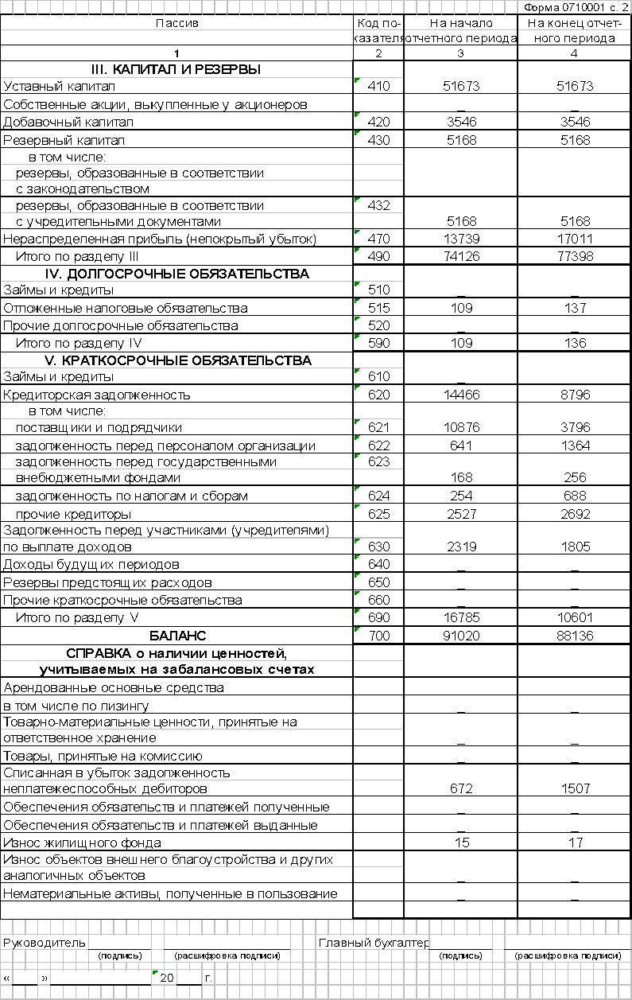 Форма 0710001 с. 2
Пассив Код по- На начало На конец отчет-
казателя отчетного периода ного периода
1 2 3 4
III. КАПИТАЛ И РЕЗЕРВЫ
Уставный капитал 410 51673 51673
Собственные акции, выкупленные у акционеров _ _
Добавочный капитал 420 3546 3546
Резервный капитал 430 5168 5168
в том числе:
резервы, образованные в соответствии
с законодательством
резервы, образованные в соответствии 432
с учредительными документами 5168 5168
Нераспределенная прибыль (непокрытый убыток) 470 13739 17011
Итого по разделу III 490 74126 77398
IV. ДОЛГОСРОЧНЫЕ ОБЯЗАТЕЛЬСТВА
Займы и кредиты 510 _ _
Отложенные налоговые обязательства 515 109 137
Прочие долгосрочные обязательства 520 _ _
Итого по разделу IV 590 109 136
V. КРАТКОСРОЧНЫЕ ОБЯЗАТЕЛЬСТВА
Займы и кредиты 610 _
Кредиторская задолженность 620 14466 8796
в том числе:
поставщики и подрядчики 621 10876 3796
задолженность перед персоналом организации 622 641 1364
задолженность перед государственными 623
внебюджетными фондами 168 256
задолженность по налогам и сборам 624 254 688
прочие кредиторы 625 2527 2692
Задолженность перед участниками (учредителями)
по выплате доходов 630 2319 1805
Доходы будущих периодов 640 _ _
Резервы предстоящих расходов 650 _ _
Прочие краткосрочные обязательства 660 _ _
Итого по разделу V 690 16785 10601
БАЛАНС 700 91020 88136
СПРАВКА о наличии ценностей,
учитываемых на забалансовых счетах
Арендованные основные средства
в том числе по лизингу _ _
Товарно-материальные ценности, принятые на
ответственное хранение _ _
Товары, принятые на комиссию _ _
Списанная в убыток задолженность
неплатежеспособных дебиторов 672 1507
Обеспечения обязательств и платежей полученные _ _
Обеспечения обязательств и платежей выданные _ _
Износ жилищного фонда 15 17
Износ объектов внешнего благоустройства и других
аналогичных объектов _ _
Нематериальные активы, полученные в пользование _ _
Руководитель Главный бухгалтер
(подпись) (расшифровка подписи) (подпись) (расшифровка подписи)
« » 20 г.